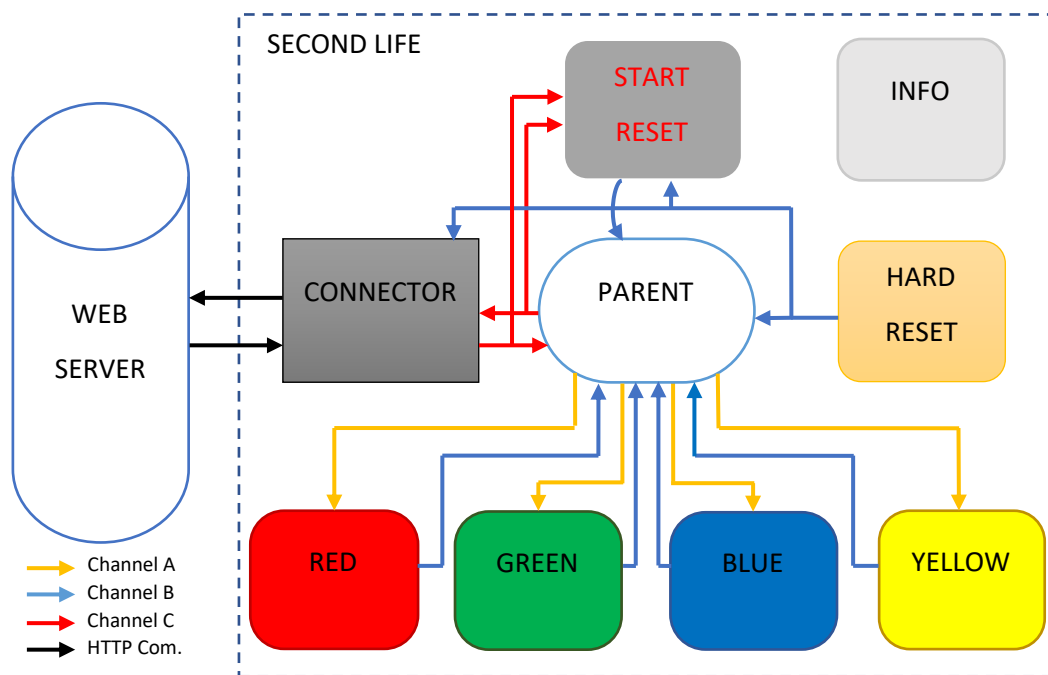 SECOND LIFE
START
RESET
INFO
WEB
SERVER
CONNECTOR
PARENT
HARD
RESET
RED
GREEN
BLUE
YELLOW
Channel A
Channel B
Channel C
HTTP Com.